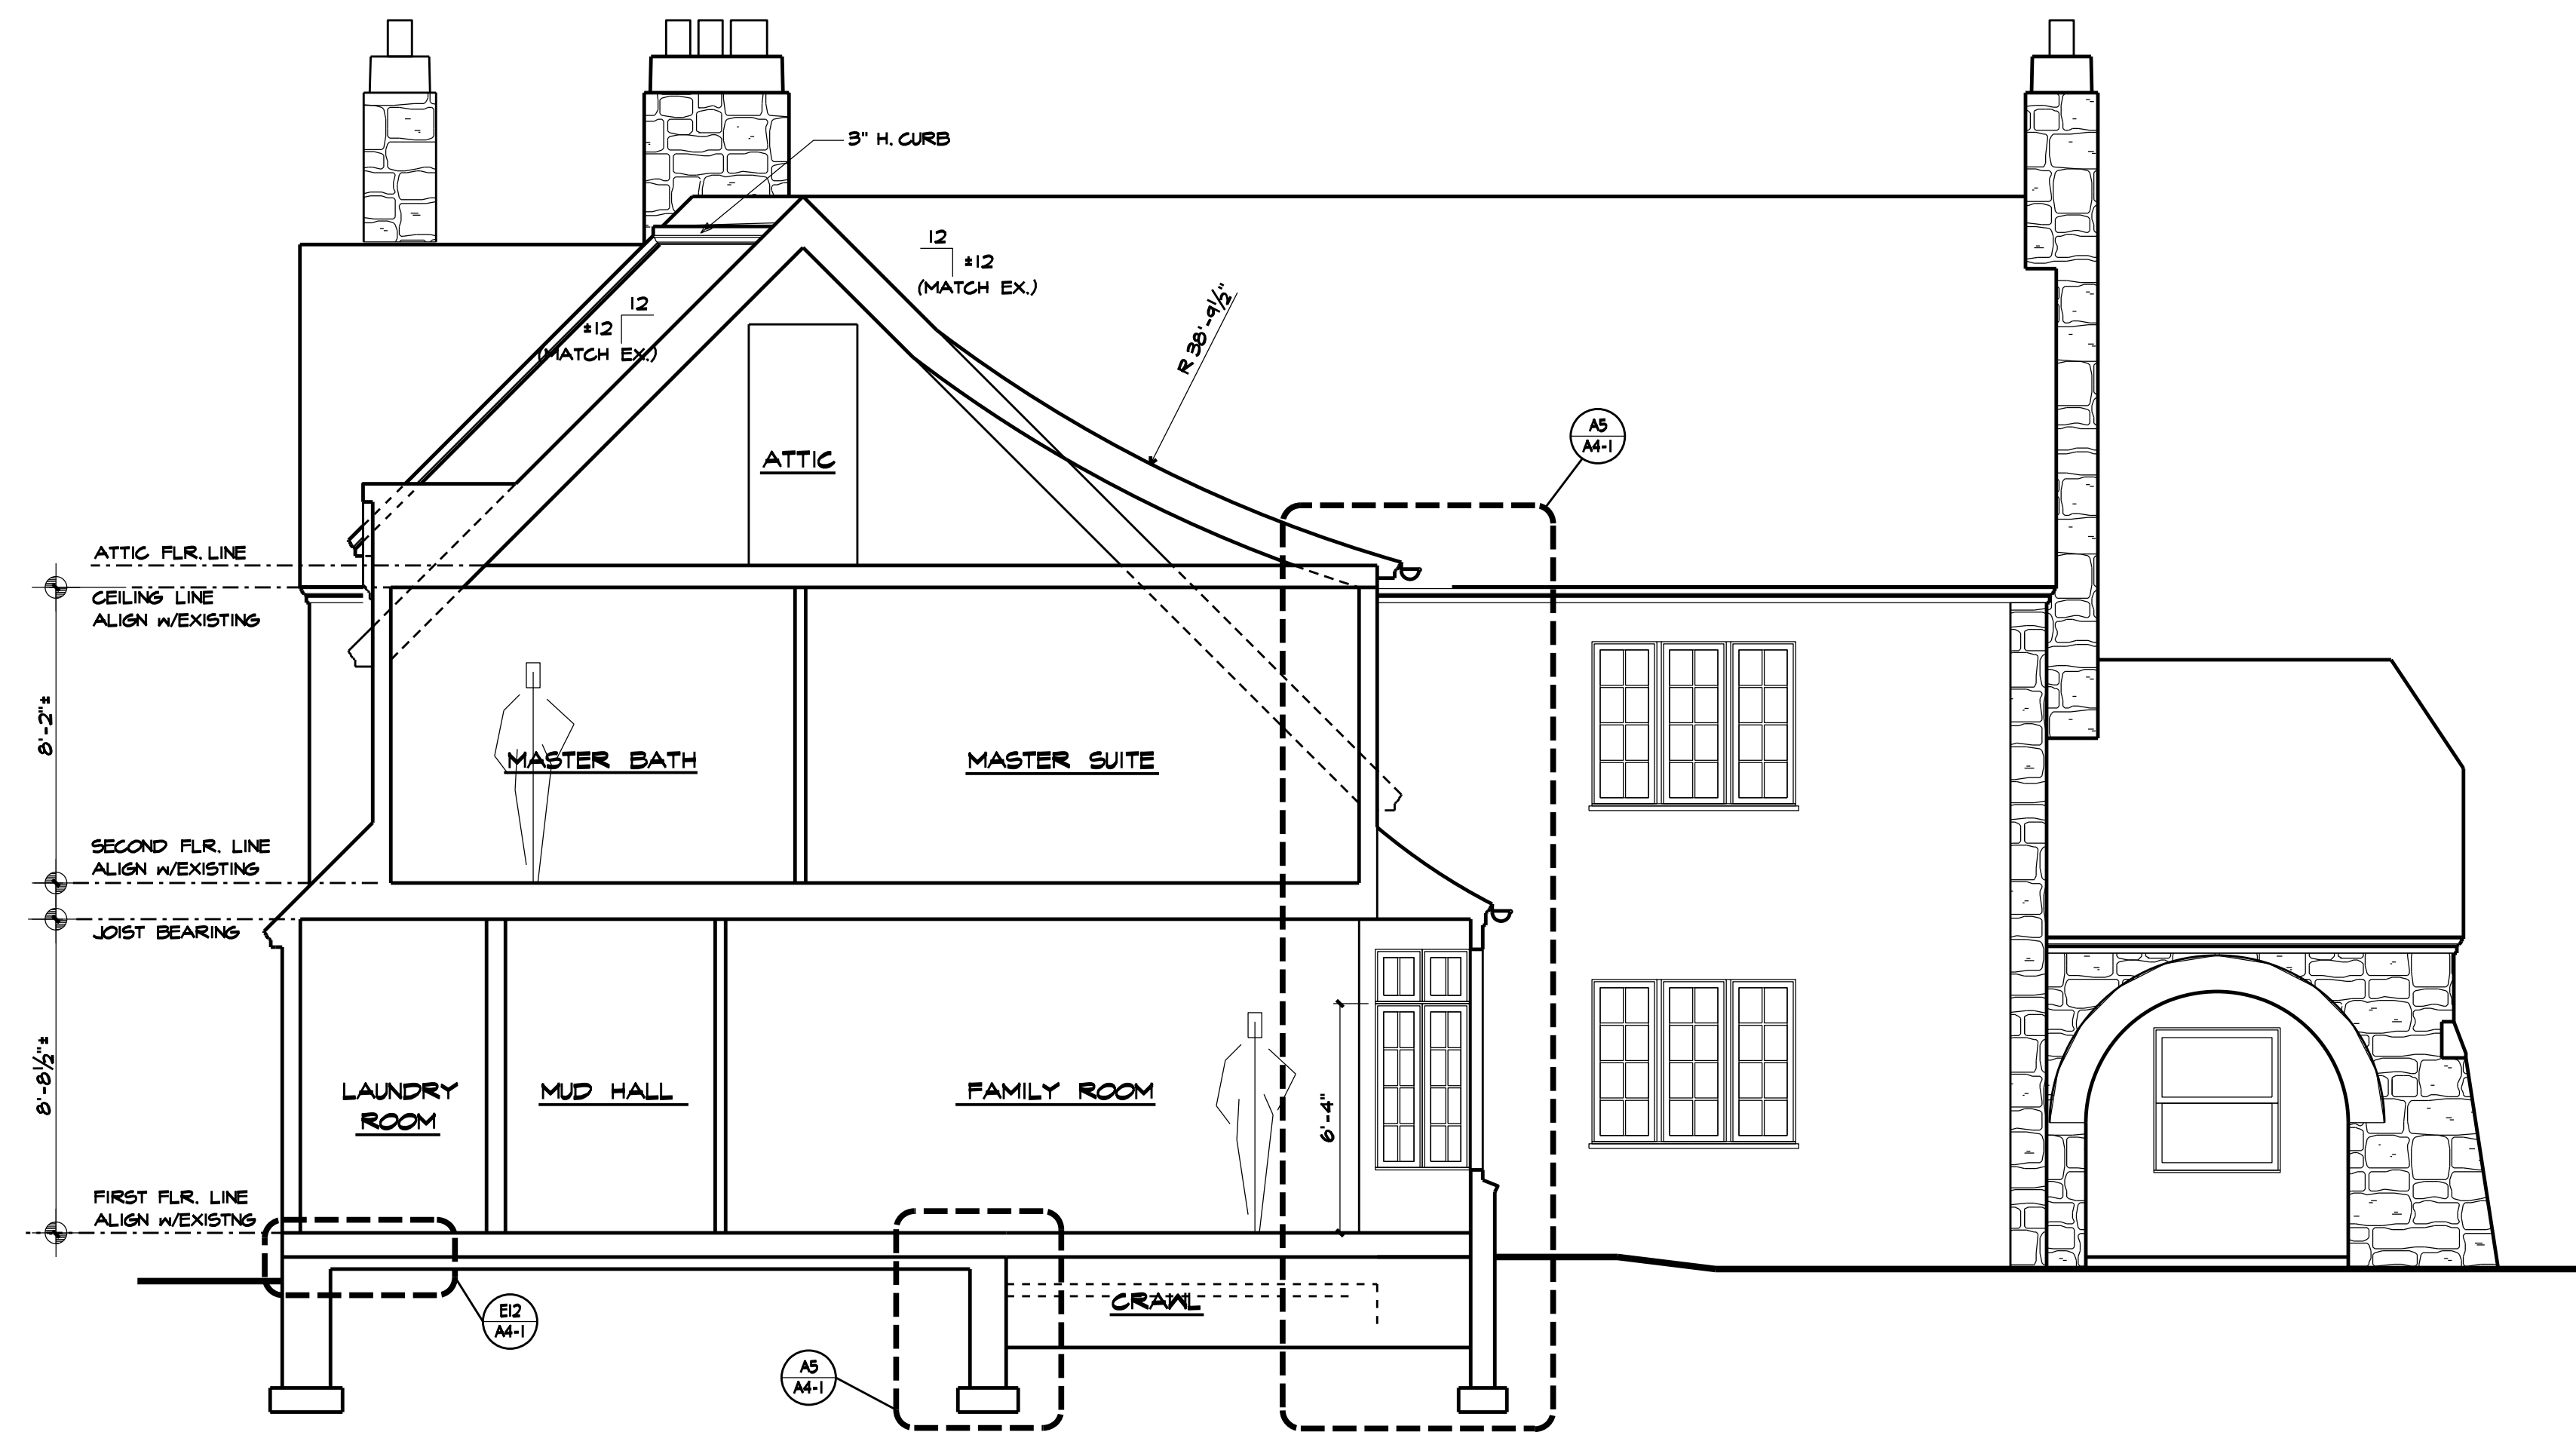 3" H. CURB
12
±12
(MATCH EX.)
R 38'-9½"
12
±12
(MATCH EX.)
A5
A4-1
ATTIC
ATTIC FLR. LINE
CEILING LINE
ALIGN w/EXISTING
8'-2"±
MASTER BATH
MASTER SUITE
SECOND FLR. LINE
ALIGN w/EXISTING
JOIST BEARING
8'-8½"±
LAUNDRY
ROOM
MUD HALL
FAMILY ROOM
6'-4"
FIRST FLR. LINE
ALIGN w/EXISTNG
CRAWL
E12
A4-1
A5
A4-1